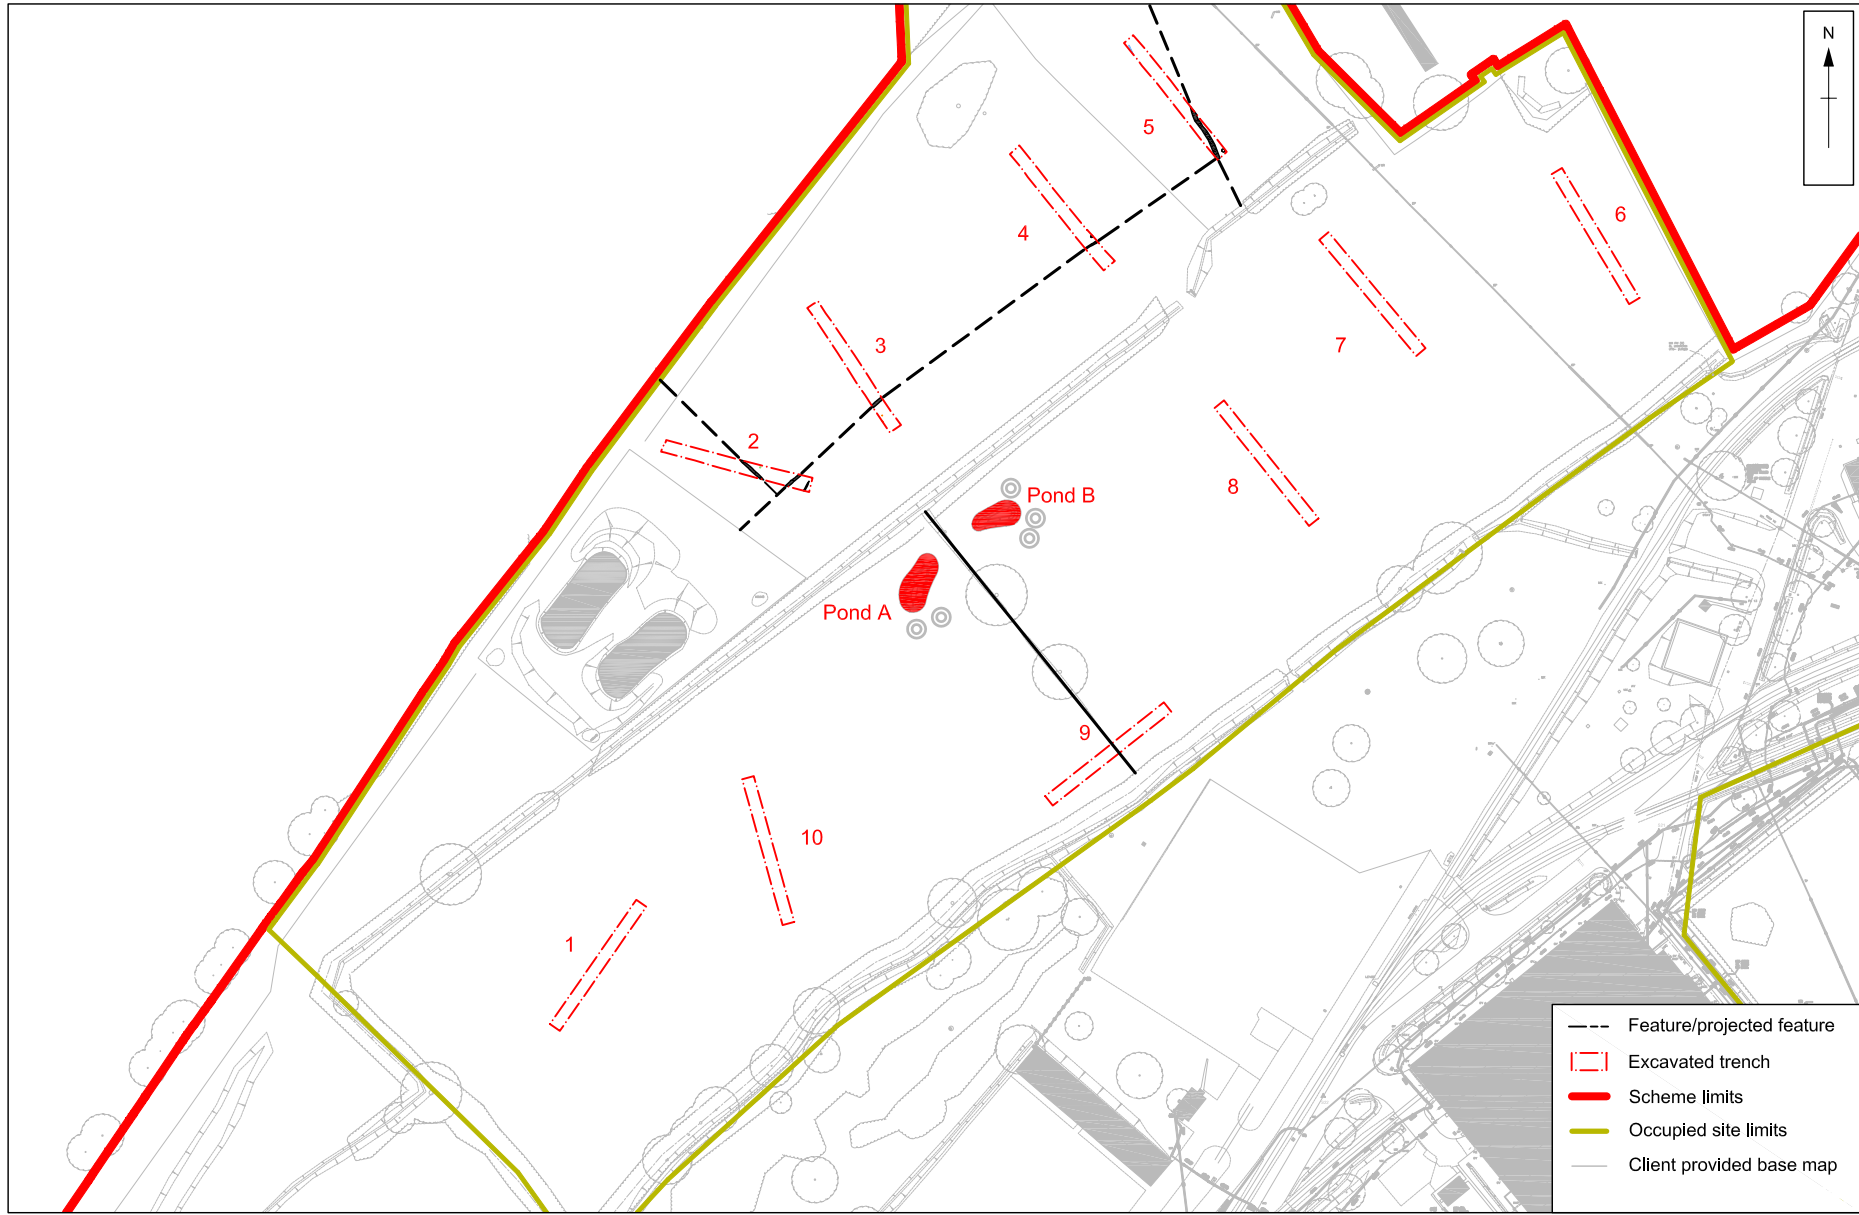 N
5
6
4
7
3
2
8
Pond B
Pond A
9
10
1
Feature/projected feature
Excavated trench
Scheme limits
Occupied site limits
Client provided base map